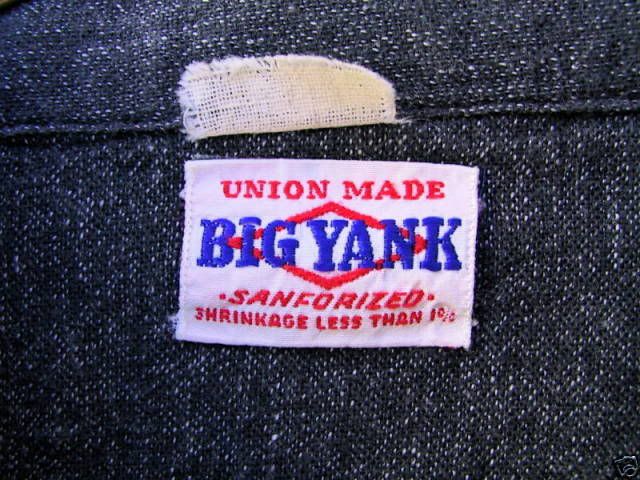 UNION MADE
BIG YANK
·SANFORIZED·
SHRINKAGE LESS THAN 1%